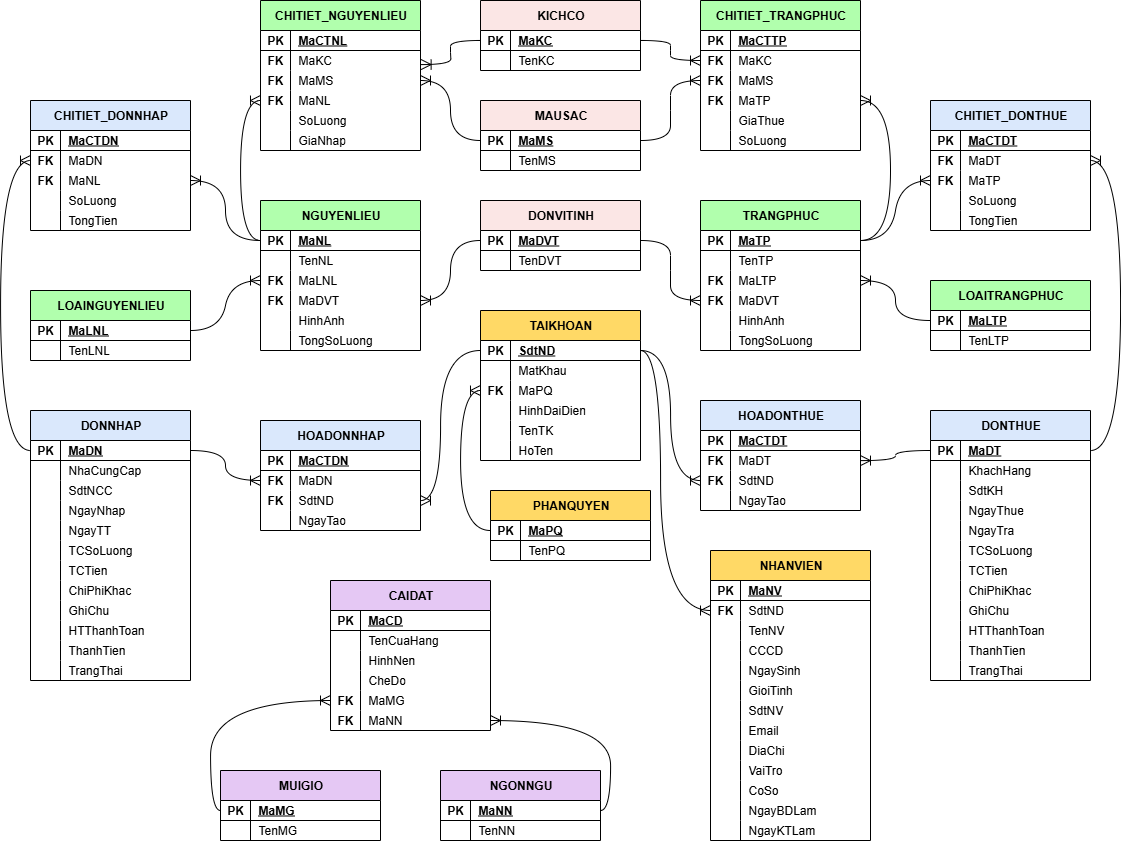 CHITIET_NGUYENLIEU
PK MaCTNL
FK MaKC
FK MaMS
FK MaNL
SoLuong
GiaNhap
KICHCO
PK MaKC
TenKC
CHITIET_TRANGPHUC
PK MaCTTP
FK MaKC
FK MaMS
FK MaTP
GiaThue
SoLuong
CHITIET_DONNHAP
PK MaCTDN
FK MaDN
FK MaNL
SoLuong
TongTien
MAUSAC
PK MaMS
TenMS
CHITIET_DONTHUE
PK MaCTDT
FK MaDT
FK MaTP
SoLuong
TongTien
NGUYENLIEU
PK MaNL
TenNL
FK MaLNL
FK MaDVT
HinhAnh
TongSoLuong
DONVITINH
PK MaDVT
TenDVT
TRANGPHUC
PK MaTP
TenTP
FK MaLTP
FK MaDVT
HinhAnh
TongSoLuong
LOAINGUYENLIEU
PK MaLNL
TenLNL
LOAITRANGPHUC
PK MaLTP
TenLTP
TAIKHOAN
PK SdtND
MatKhau
FK MaPQ
HinhDaiDien
TenTK
HoTen
DONNHAP
PK MaDN
NhaCungCap
SdtNCC
NgayNhap
NgayTT
TCSoLuong
TCTien
ChiPhiKhac
GhiChu
HTThanhToan
ThanhTien
TrangThai
HOADONNHAP
PK MaCTDN
FK MaDN
FK SdtND
NgayTao
HOADONTHUE
PK MaCTDT
FK MaDT
FK SdtND
NgayTao
DONTHUE
PK MaDT
KhachHang
SdtKH
NgayThue
NgayTra
TCSoLuong
TCTien
ChiPhiKhac
GhiChu
HTThanhToan
ThanhTien
TrangThai
PHANQUYEN
PK MaPQ
TenPQ
NHANVIEN
PK MaNV
FK SdtND
TenNV
CCCD
NgaySinh
GioiTinh
SdtNV
Email
DiaChi
VaiTro
CoSo
NgayBDLam
NgayKTLam
CAIDAT
PK MaCD
TenCuaHang
HinhNen
CheDo
FK MaMG
FK MaNN
MUIGIO
PK MaMG
TenMG
NGONNGU
PK MaNN
TenNN